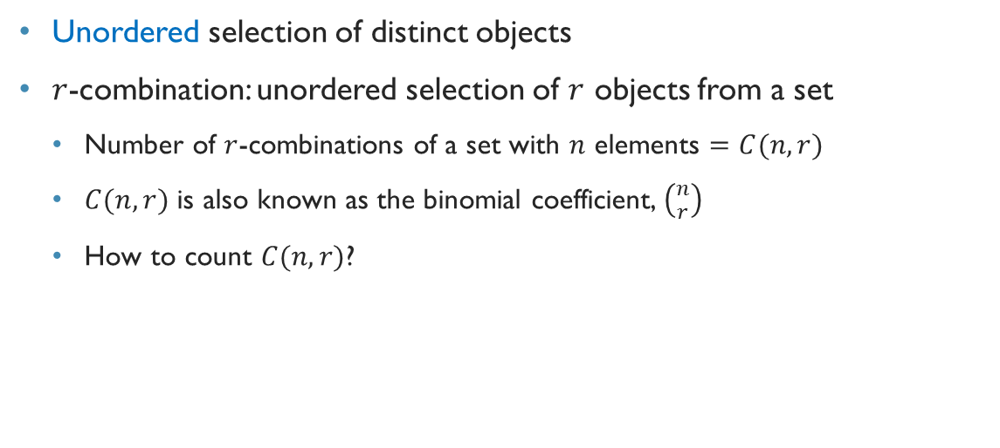 • Unordered selection of distinct objects
• r-combination: unordered selection of r objects from a set
• Number of r-combinations of a set with n elements = C(n, r)
• C(n, r) is also known as the binomial coefficient, (n r)
• How to count C(n, r)?